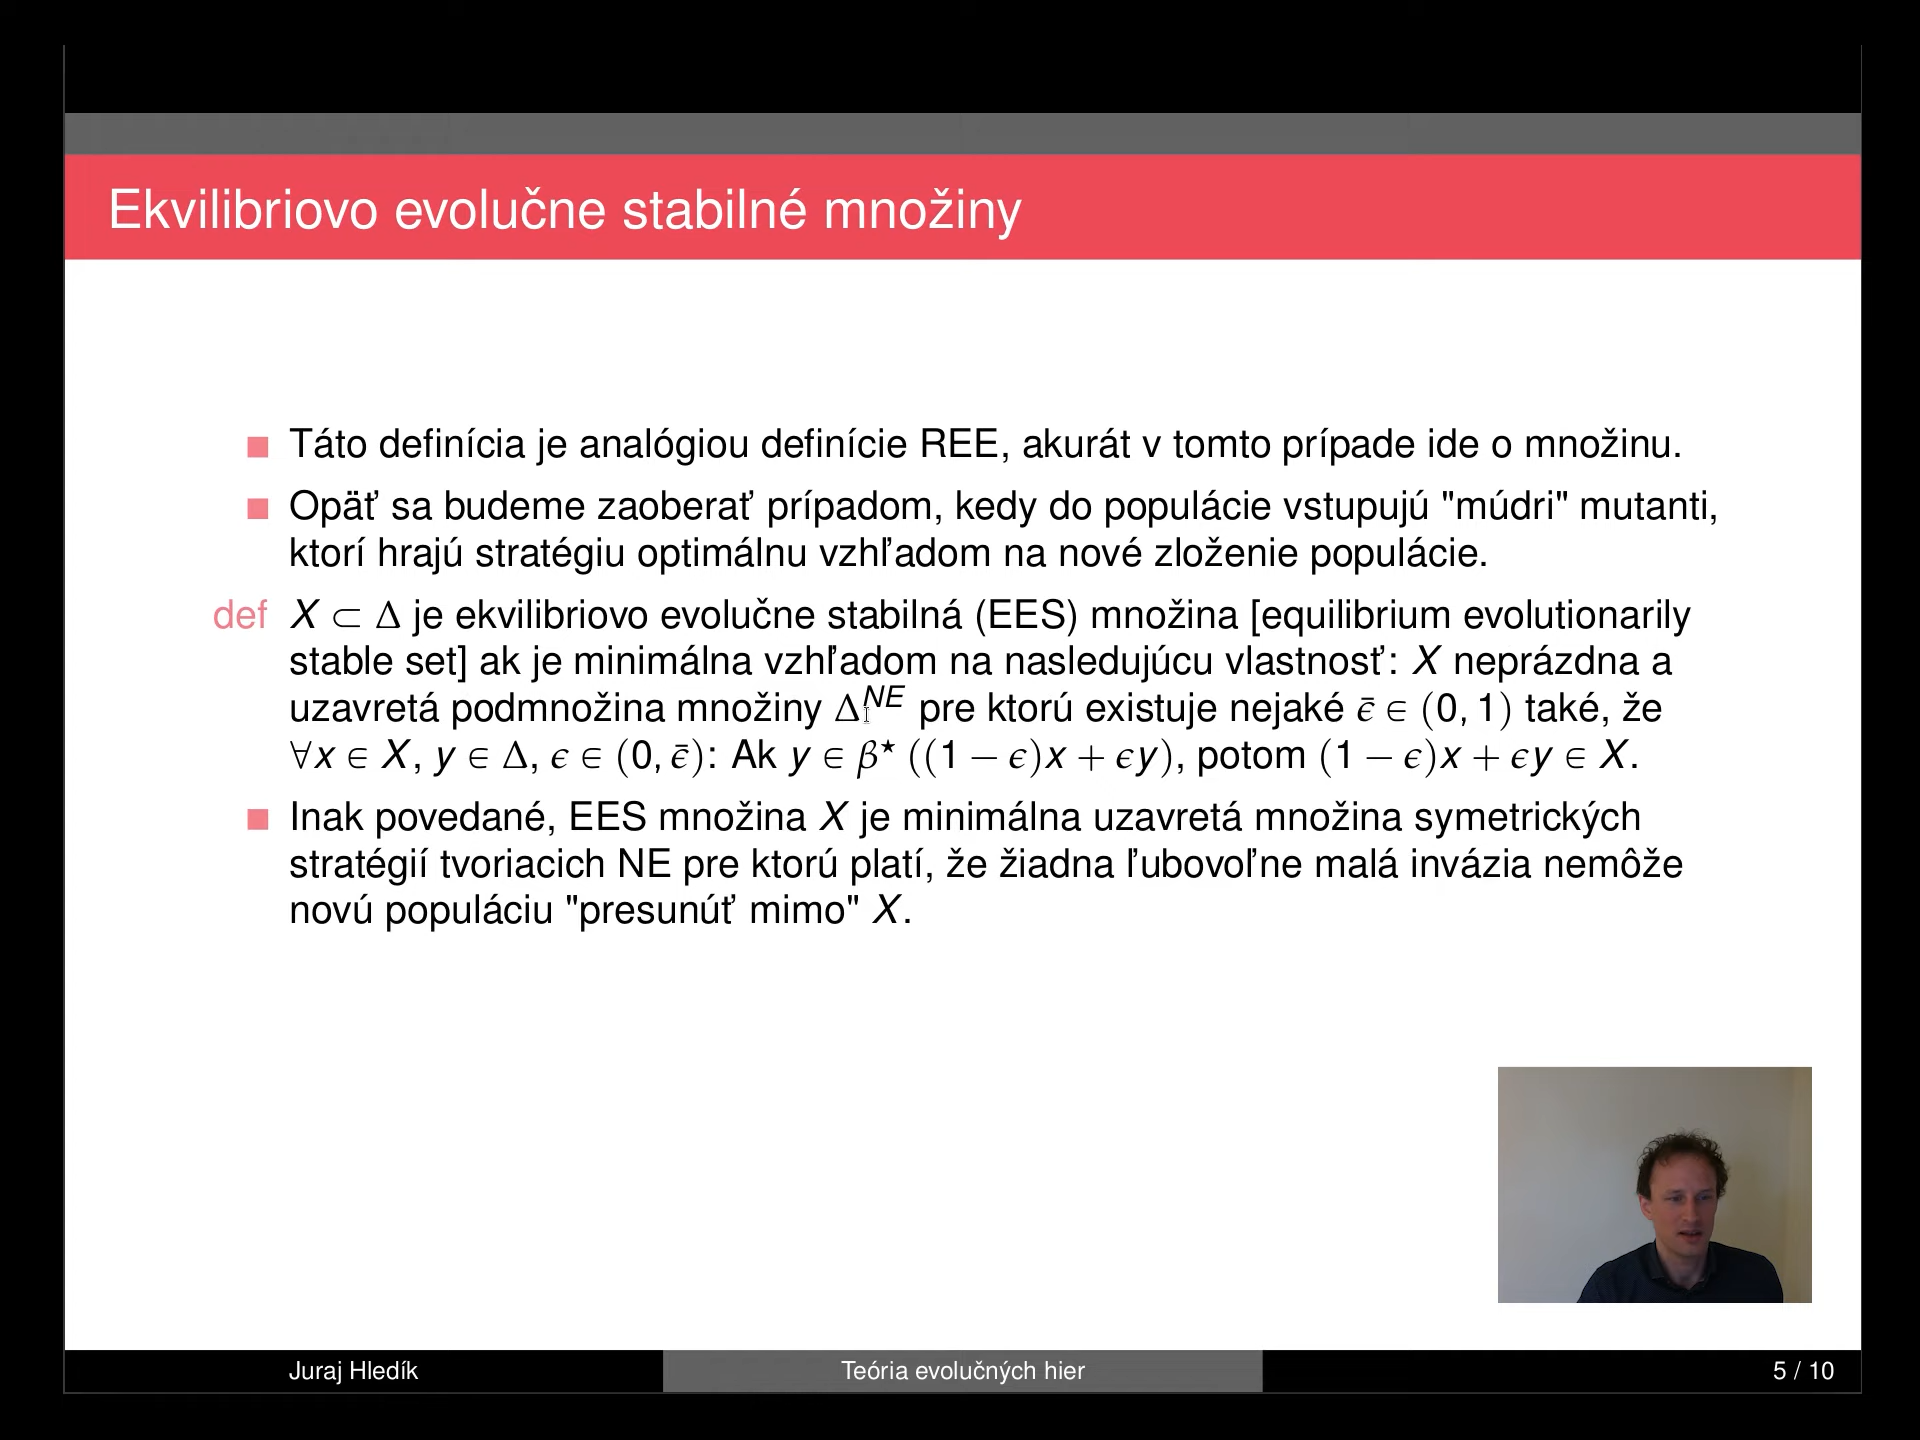 Ekvilibriovo evolučne stabilné množiny
Táto definícia je analógiou definície REE, akurát v tomto prípade ide o množinu.
Opäť sa budeme zaoberať prípadom, kedy do populácie vstupujú "múdri" mutanti,
ktorí hrajú stratégiu optimálnu vzhľadom na nové zloženie populácie.
def X ⊂ Δ je ekvilibriovo evolučne stabilná (EES) množina [equilibrium evolutionarily
stable set] ak je minimálna vzhľadom na nasledujúcu vlastnosť: X neprázdna a
uzavretá podmnožina množiny Δ^NE pre ktorú existuje nejaké ε̄ ∈ (0, 1) také, že
∀x ∈ X, y ∈ Δ, ε ∈ (0, ε̄): Ak y ∈ β* ((1 − ε)x + εy), potom (1 − ε)x + εy ∈ X.
Inak povedané, EES množina X je minimálna uzavretá množina symetrických
stratégií tvoriacich NE pre ktorú platí, že žiadna ľubovoľne malá invázia nemôže
novú populáciu "presunúť mimo" X.
Juraj Hledík
Teória evolučných hier
5 / 10